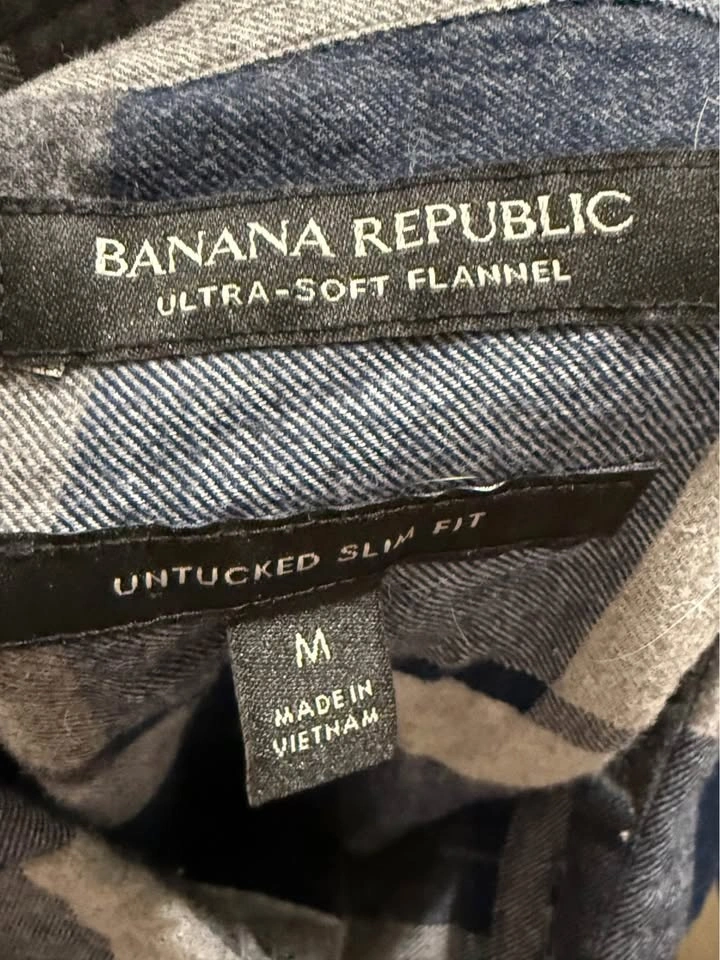 BANANA REPUBLIC
ULTRA-SOFT FLANNEL
UNTUCKED SLIM FIT
M
MADE IN
VIETNAM